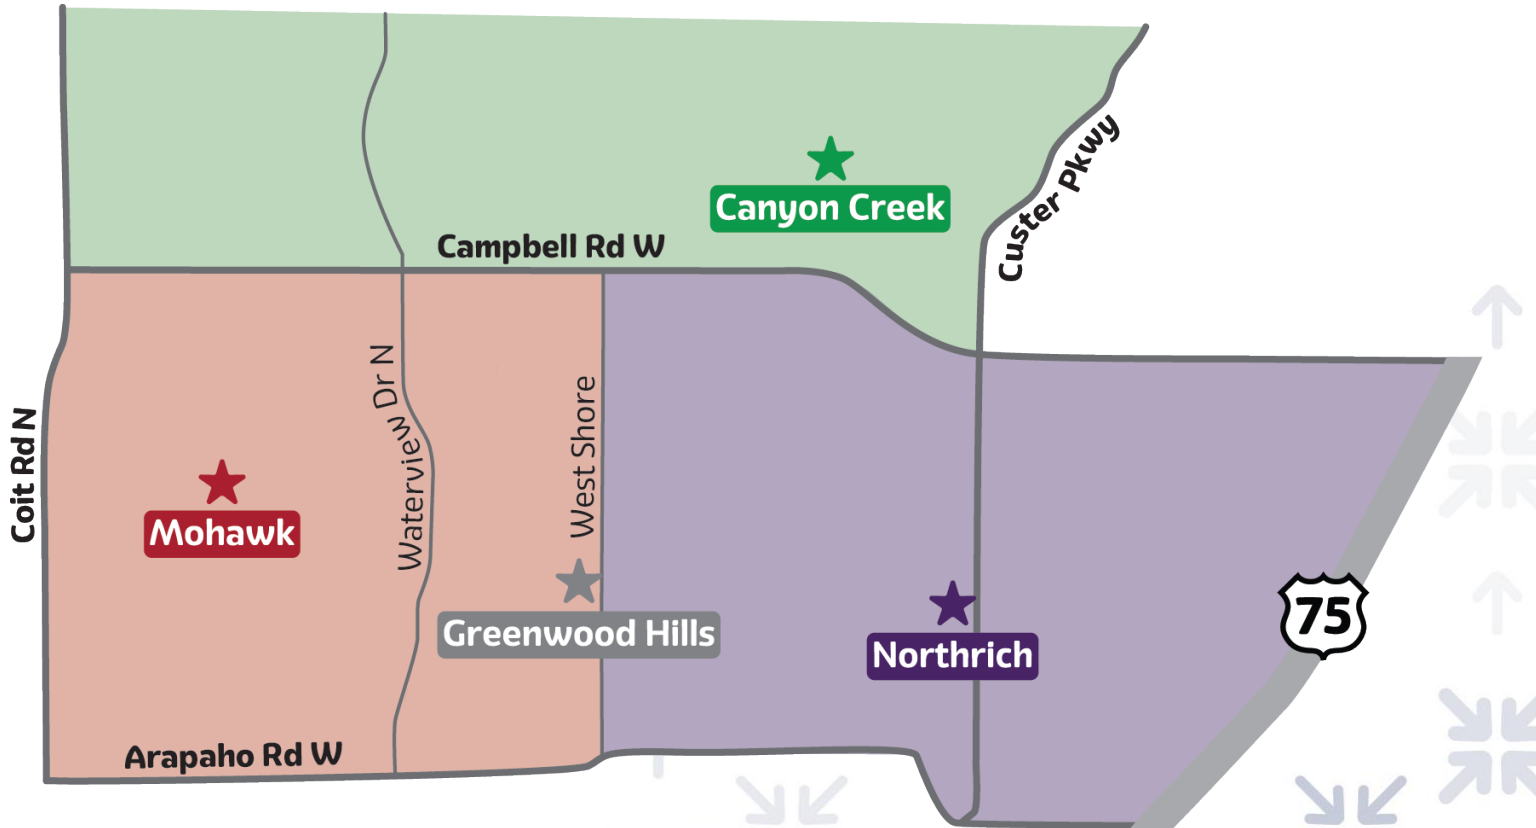 Canyon Creek
Campbell Rd W
Custer Pkwy
Coit Rd N
Waterview Dr N
West Shore
Mohawk
Greenwood Hills
Northrich
75
Arapaho Rd W